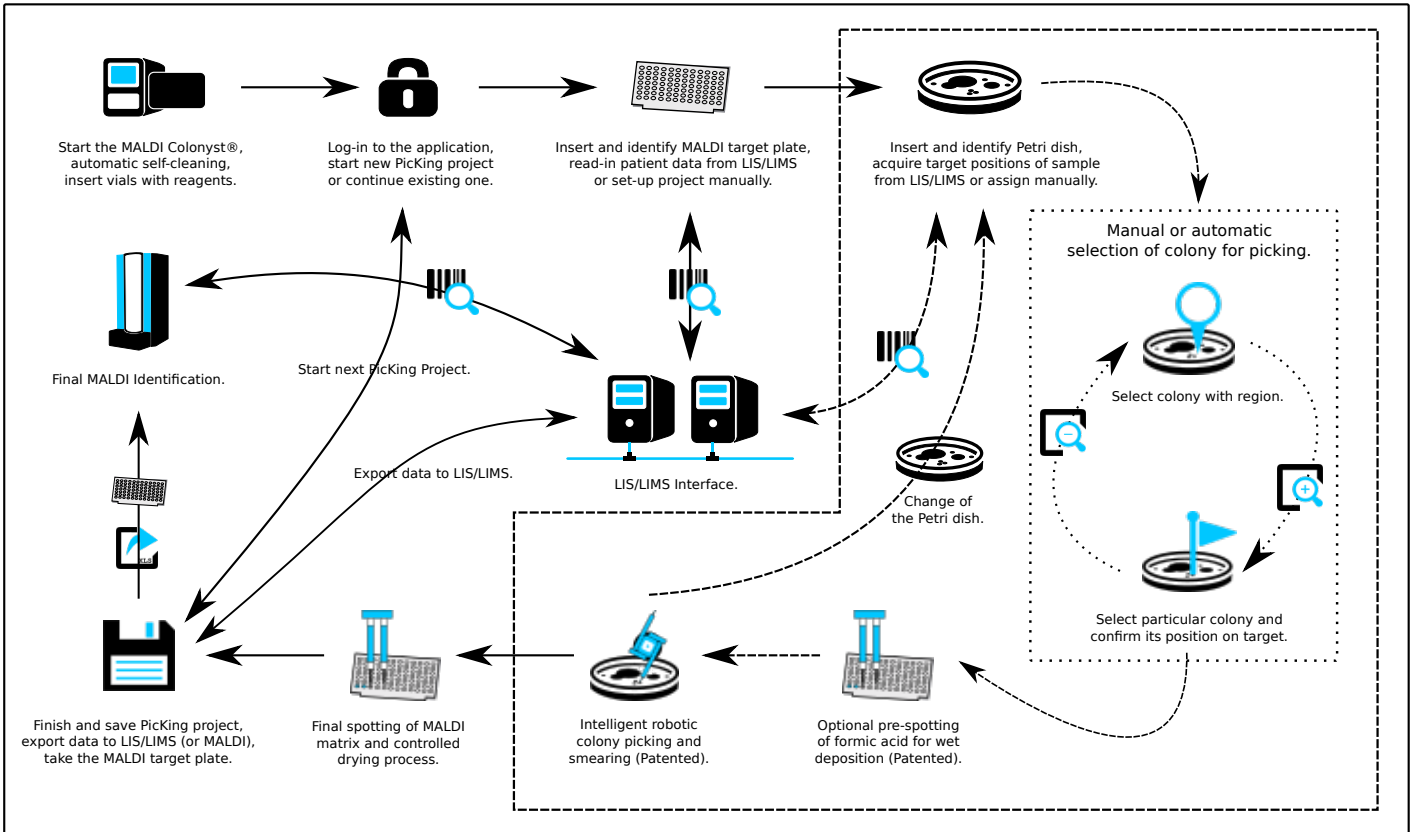 Start the MALDI Colonyst®,
automatic self-cleaning,
insert vials with reagents.
Log-in to the application,
start new PicKing project
or continue existing one.
Insert and identify MALDI target plate,
read-in patient data from LIS/LIMS
or set-up project manually.
Insert and identify Petri dish,
acquire target positions of sample
from LIS/LIMS or assign manually.
Manual or automatic
selection of colony for picking.
Select colony with region.
Select particular colony and
confirm its position on target.
Final MALDI Identification.
Start next PicKing Project.
Export data to LIS/LIMS.
LIS/LIMS Interface.
Change of
the Petri dish.
XLS
Finish and save PicKing project,
export data to LIS/LIMS (or MALDI),
take the MALDI target plate.
Final spotting of MALDI
matrix and controlled
drying process.
Intelligent robotic
colony picking and
smearing (Patented).
Optional pre-spotting
of formic acid for wet
deposition (Patented).